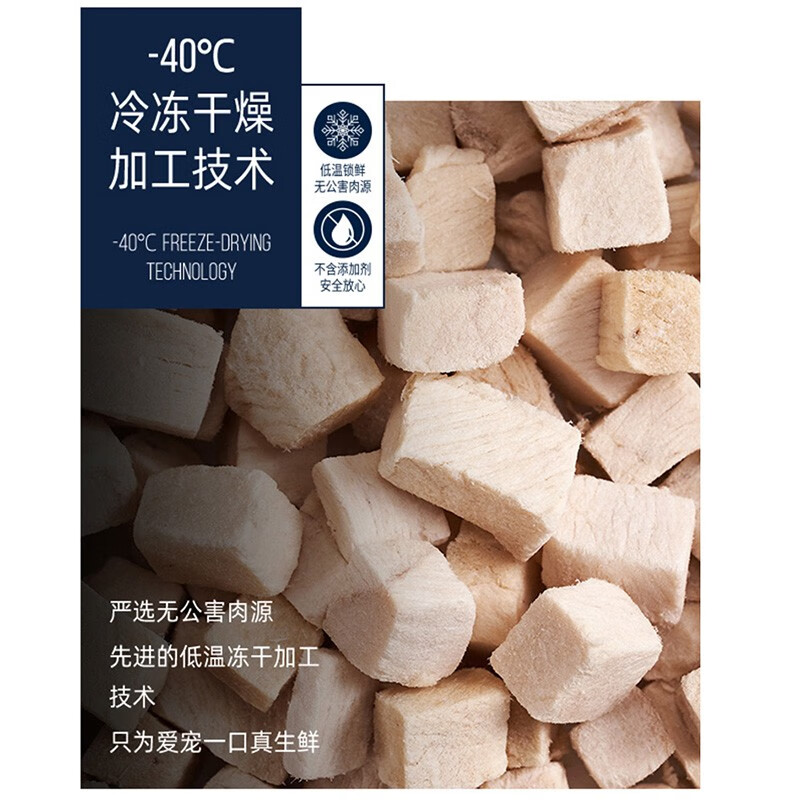 -40°C
冷冻干燥
加工技术
-40°C FREEZE-DRYING
TECHNOLOGY
低温锁鲜
无公害肉源
不含添加剂
安全放心
严选无公害肉源
先进的低温冻干加工
技术
只为爱宠一口真生鲜